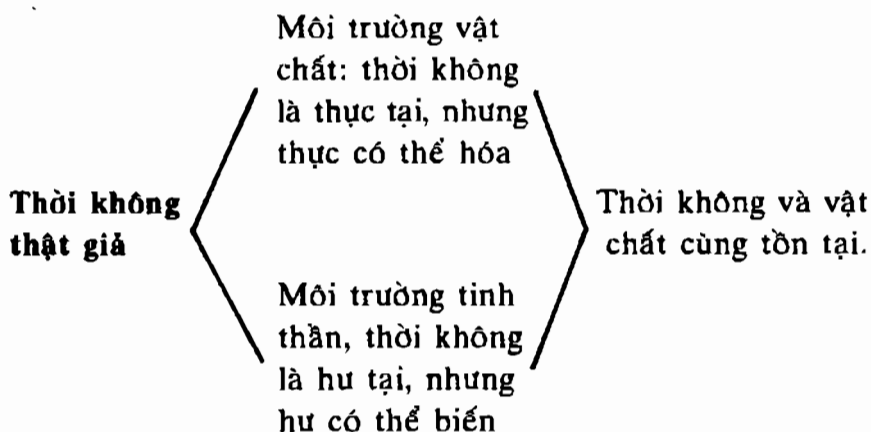 Môi trường vật
chất: thời không
là thực tại, nhưng
thực có thể hóa
Thời không
thật giả
Thời không và vật
chất cùng tồn tại.
Môi trường tinh
thần, thời không
là hư tại, nhưng
hư có thể biến